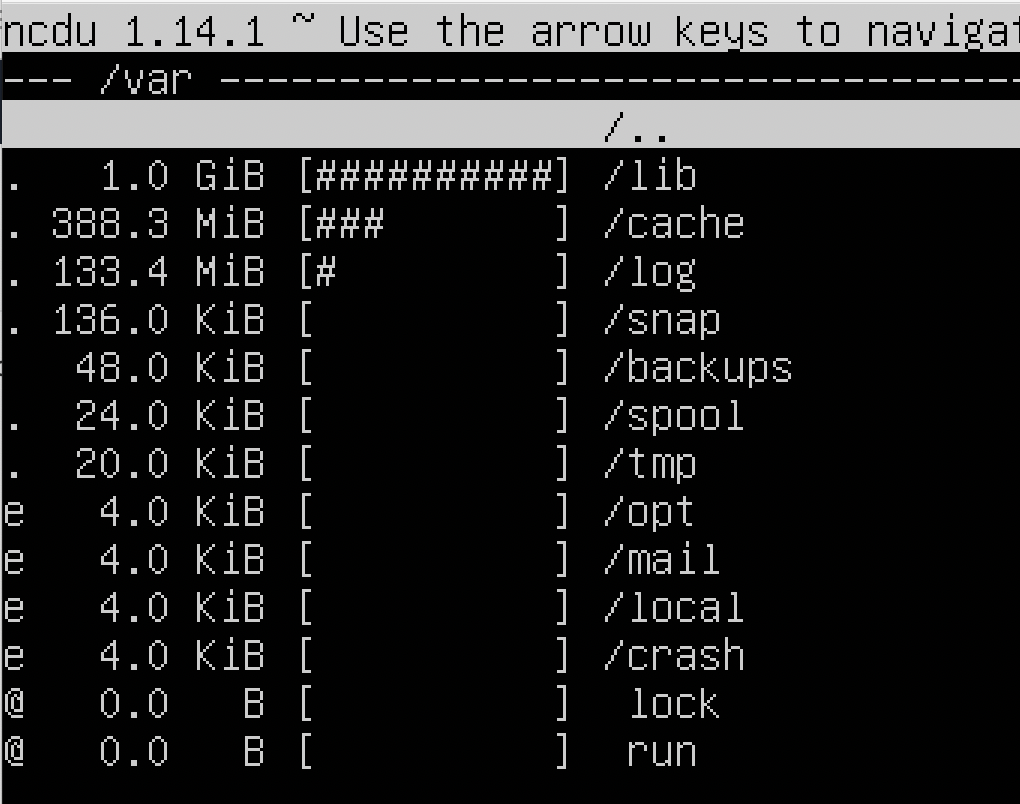 ncdu 1.14.1 ~ Use the arrow keys to
--- /var ----------------------------------
                         /..
.   1.0 GiB [##########] /lib
. 388.3 MiB [###       ] /cache
. 133.4 MiB [#         ] /log
. 136.0 KiB [          ] /snap
   48.0 KiB [          ] /backups
.  24.0 KiB [          ] /spool
.  20.0 KiB [          ] /tmp
e   4.0 KiB [          ] /opt
e   4.0 KiB [          ] /mail
e   4.0 KiB [          ] /local
e   4.0 KiB [          ] /crash
@   0.0   B [          ]  lock
@   0.0   B [          ]  run